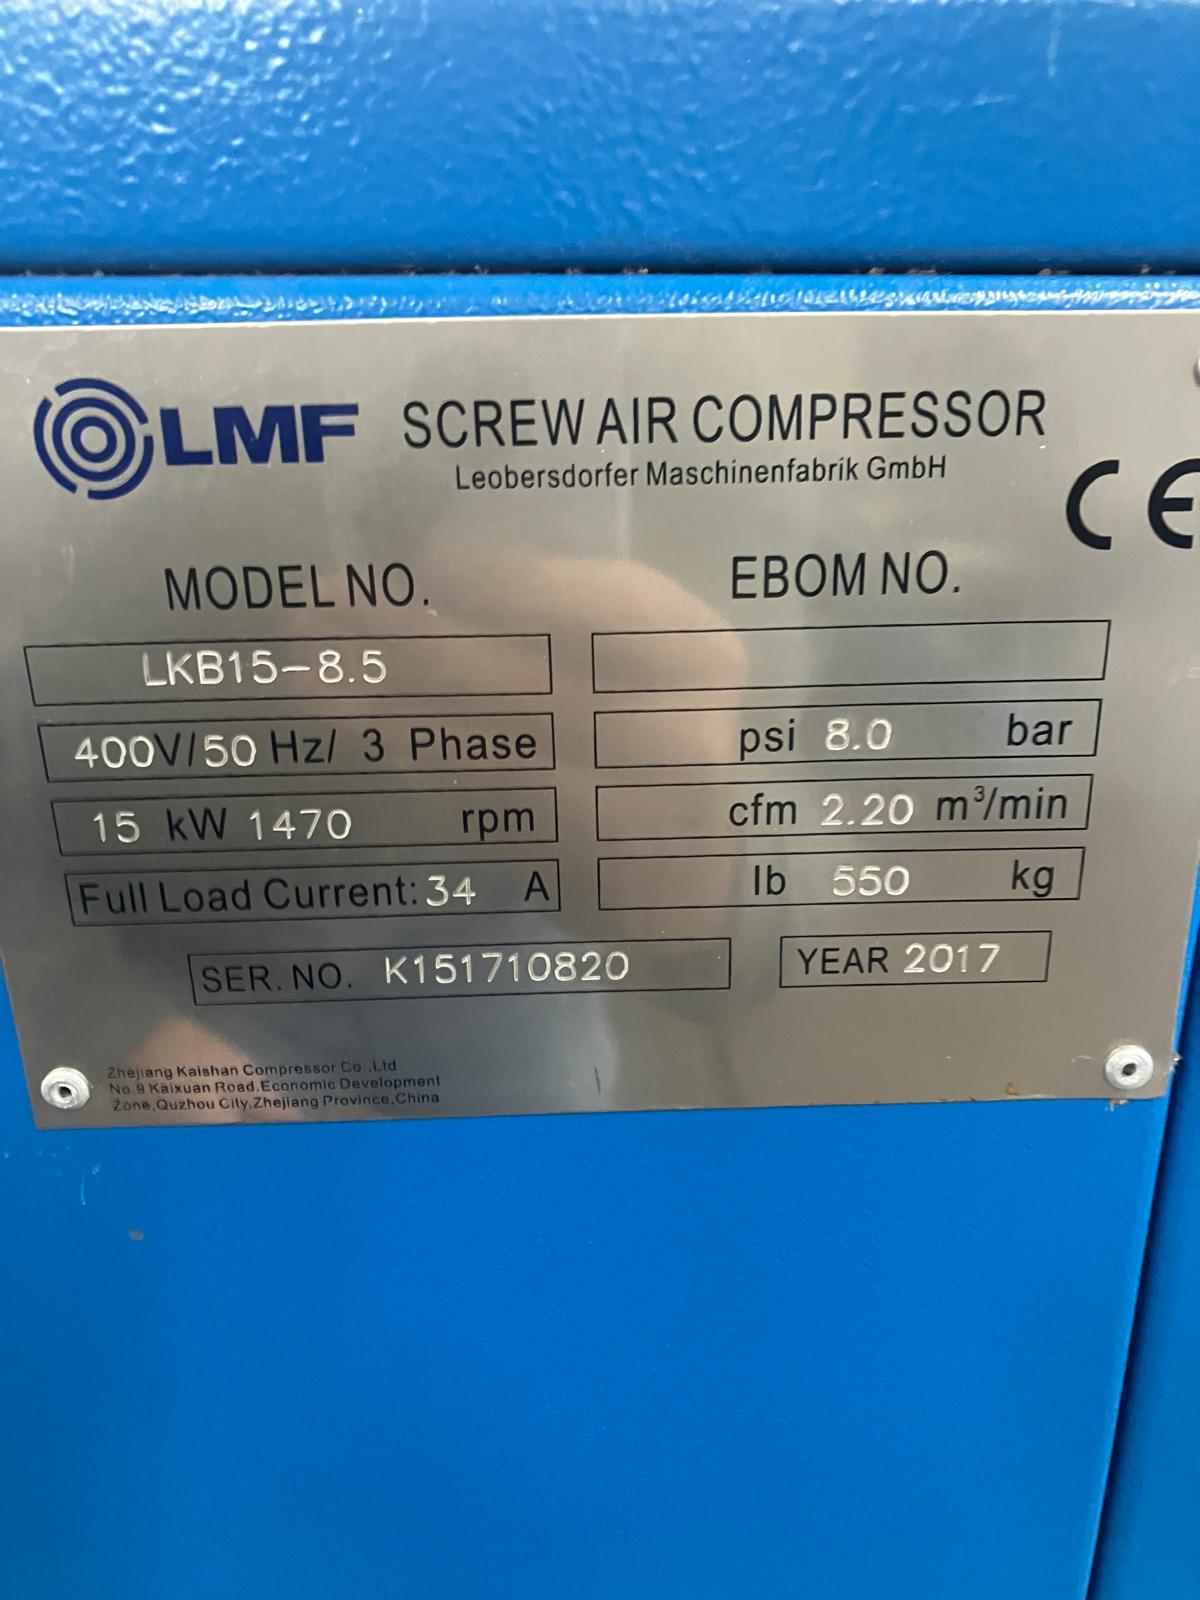 LMF
SCREW AIR COMPRESSOR
Leobersdorfer Maschinenfabrik GmbH
CE
MODEL NO.
EBOM NO.
LKB15-8.5
400V/50 Hz/ 3 Phase
psi 8.0 bar
15 kW 1470 rpm
cfm 2.20 m³/min
Full Load Current: 34 A
lb 550 kg
SER. NO. K151710820
YEAR 2017
Zhejiang Kaishan Compressor Co.,Ltd
No.9 Kaixuan Road,Economic Development
Zone,Quzhou City,Zhejiang Province,China